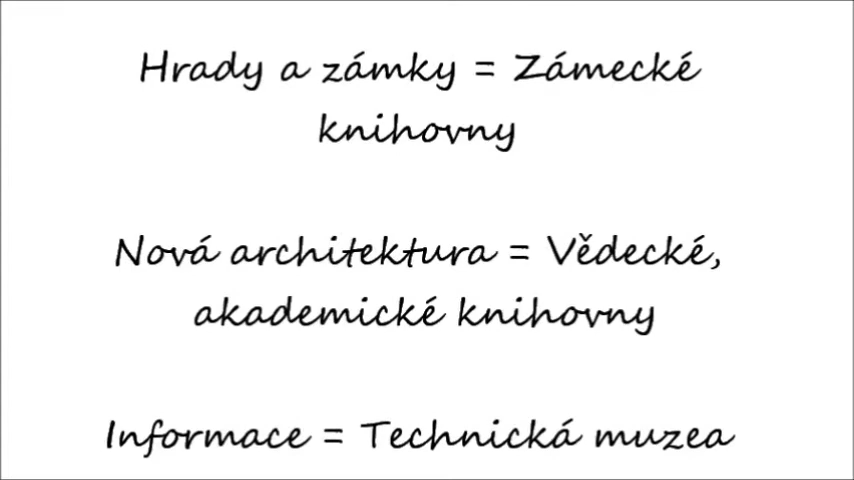 Hrady a zámky = Zámecké
knihovny
Nová architektura = Vědecké,
akademické knihovny
Informace = Technická muzea